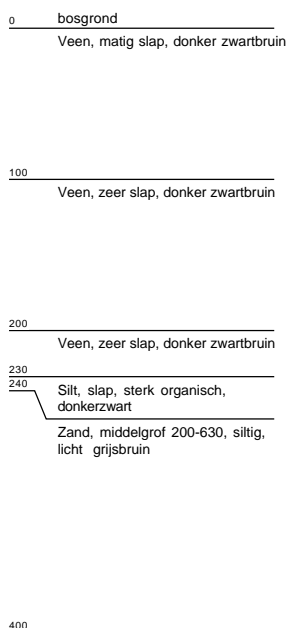 0 bosgrond
Veen, matig slap, donker zwartbruin
100
Veen, zeer slap, donker zwartbruin
200
Veen, zeer slap, donker zwartbruin
230
240
Silt, slap, sterk organisch,
donkerzwart
Zand, middelgrof 200-630, siltig,
licht grijsbruin
400